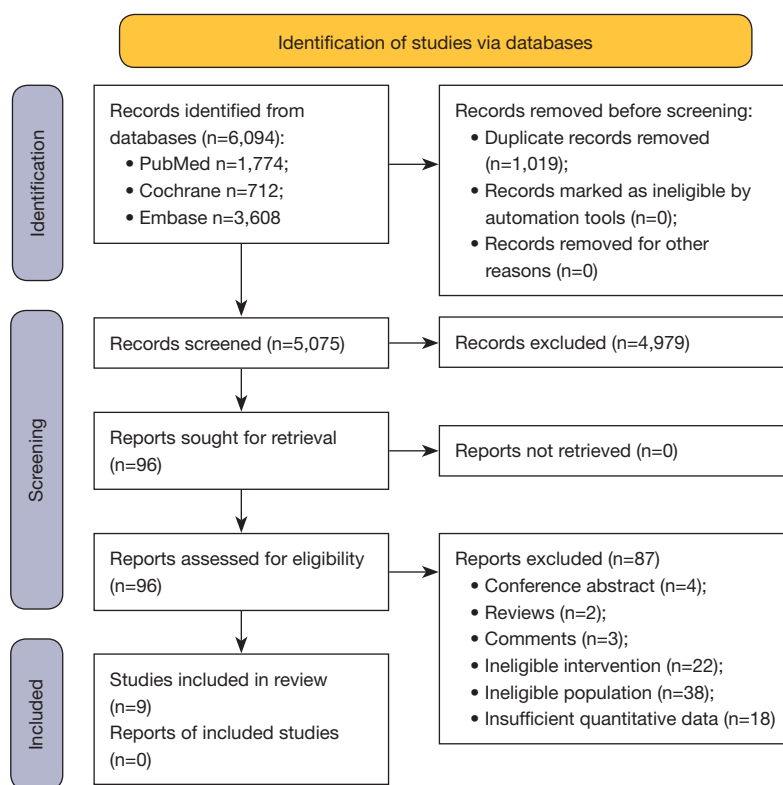 Identification of studies via databases
Identification
Records identified from
databases (n=6,094):
• PubMed n=1,774;
• Cochrane n=712;
• Embase n=3,608
Records removed before screening:
• Duplicate records removed
(n=1,019);
• Records marked as ineligible by
automation tools (n=0);
• Records removed for other
reasons (n=0)
Screening
Records screened (n=5,075)
Records excluded (n=4,979)
Reports sought for retrieval
(n=96)
Reports not retrieved (n=0)
Reports assessed for eligibility
(n=96)
Reports excluded (n=87)
• Conference abstract (n=4);
• Reviews (n=2);
• Comments (n=3);
• Ineligible intervention (n=22);
• Ineligible population (n=38);
• Insufficient quantitative data (n=18)
Included
Studies included in review
(n=9)
Reports of included studies
(n=0)